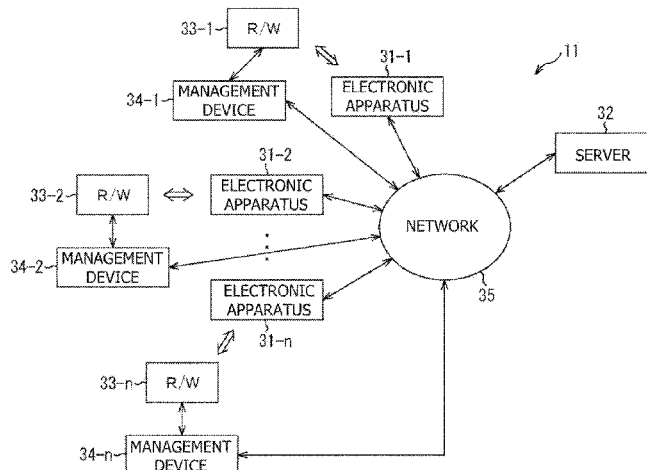 33-1
R/W
31-1
11
34-1
MANAGEMENT
DEVICE
ELECTRONIC
APPARATUS
32
SERVER
31-2
33-2
R/W
ELECTRONIC
APPARATUS
NETWORK
34-2
MANAGEMENT
DEVICE
ELECTRONIC
APPARATUS
35
31-n
33-n
R/W
34-n
MANAGEMENT
DEVICE